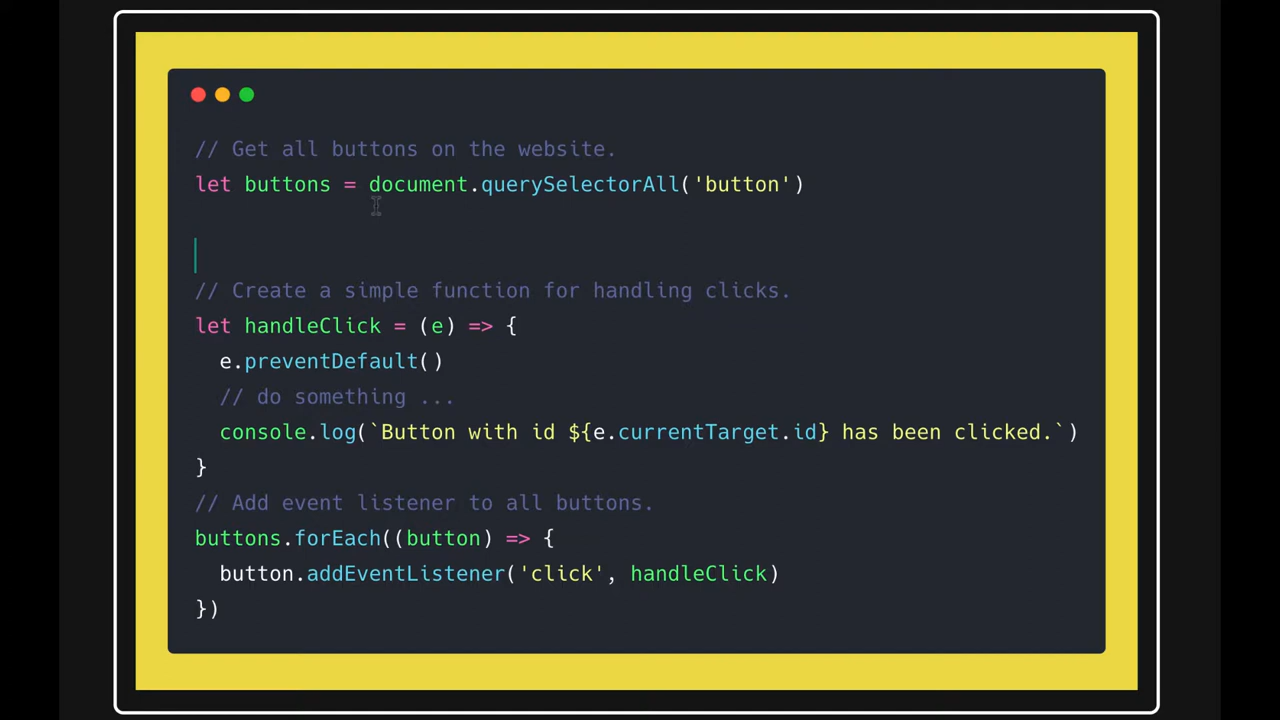 // Get all buttons on the website.
let buttons = document.querySelectorAll('button')
// Create a simple function for handling clicks.
let handleClick = (e) => {
  e.preventDefault()
  // do something ...
  console.log(`Button with id ${e.currentTarget.id} has been clicked.`)
}
// Add event listener to all buttons.
buttons.forEach((button) => {
  button.addEventListener('click', handleClick)
})